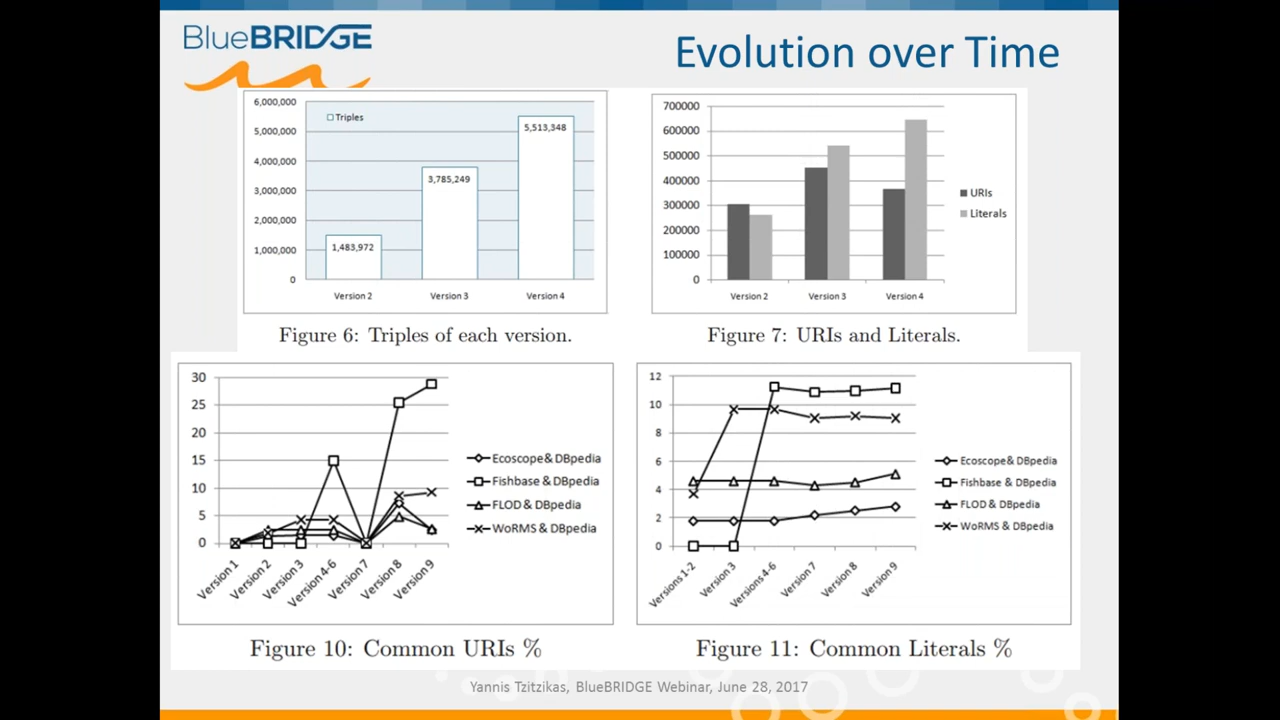 BlueBRIDGE
Evolution over Time
6,000,000
5,000,000
4,000,000
3,000,000
2,000,000
1,000,000
0
Triples
1,483,972
3,785,249
5,513,348
Version 2
Version 3
Version 4
Figure 6: Triples of each version.
700000
600000
500000
400000
300000
200000
100000
0
URIs
Literals
Version 2
Version 3
Version 4
Figure 7: URIs and Literals.
30
25
20
15
10
5
0
Version 1
Version 2
Version 3
Version 4-6
Version 7
Version 8
Version 9
Ecoscope& DBpedia
Fishbase & DBpedia
FLOD & DBpedia
WoRMS & DBpedia
Figure 10: Common URIs %
12
10
8
6
4
2
0
Versions 1-2
Version 3
Versions 4-6
Version 7
Version 8
Version 9
Ecoscope& DBpedia
Fishbase & DBpedia
FLOD & DBpedia
WoRMS & DBpedia
Figure 11: Common Literals %
Yannis Tzitzikas, BlueBRIDGE Webinar, June 28, 2017